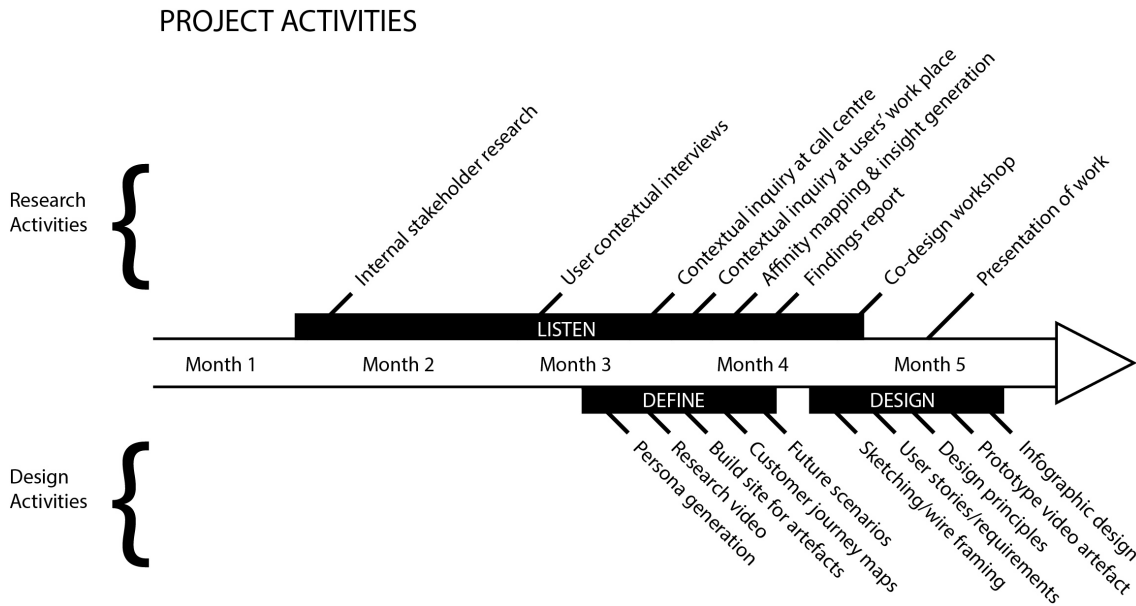 PROJECT ACTIVITIES
Research
Activities
Internal stakeholder research
User contextual interviews
Contextual inquiry at call centre
Contextual inquiry at users’ work place
Affinity mapping & insight generation
Findings report
Co-design workshop
Presentation of work
LISTEN
Month 1
Month 2
Month 3
Month 4
Month 5
DEFINE
DESIGN
Design
Activities
Persona generation
Research video
Build site for artefacts
Customer journey maps
Future scenarios
Sketching/wire framing
User stories/requirements
Design principles
Prototype video artefact
Infographic design